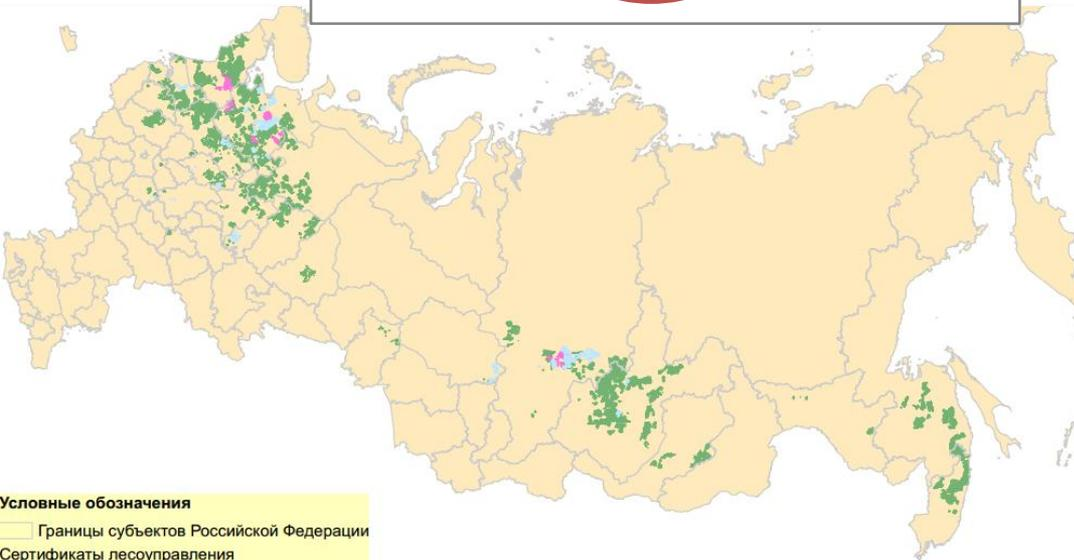 Условные обозначения
Границы субъектов Российской Федерации
Сертификаты лесоуправления